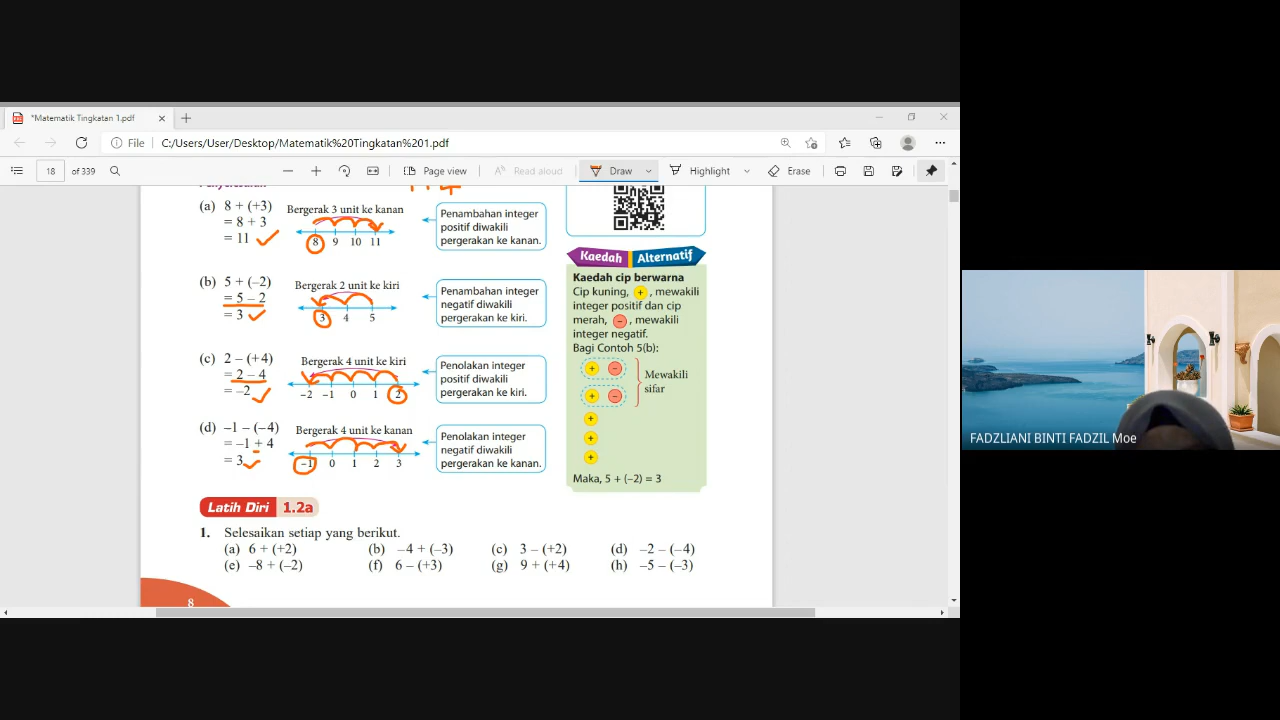 *Matematik Tingkatan 1.pdf
File
C:/Users/User/Desktop/Matematik%20Tingkatan%201.pdf
18 of 339
Page view
Read aloud
Draw
Highlight
Erase
(a) 8 + (+3)
= 8 + 3
= 11
Bergerak 3 unit ke kanan
8 9 10 11
Penambahan integer
positif diwakili
pergerakan ke kanan.
(b) 5 + (–2)
= 5 – 2
= 3
Bergerak 2 unit ke kiri
3 4 5
Penambahan integer
negatif diwakili
pergerakan ke kiri.
(c) 2 – (+4)
= 2 – 4
= –2
Bergerak 4 unit ke kiri
–2 –1 0 1 2
Penolakan integer
positif diwakili
pergerakan ke kiri.
(d) –1 – (–4)
= –1 + 4
= 3
Bergerak 4 unit ke kanan
–1 0 1 2 3
Penolakan integer
negatif diwakili
pergerakan ke kanan.
Kaedah Alternatif
Kaedah cip berwarna
Cip kuning, +, mewakili
integer positif dan cip
merah, –, mewakili
integer negatif.
Bagi Contoh 5(b):
+ –
+ –
Mewakili
sifar
+
+
+
Maka, 5 + (–2) = 3
Latih Diri 1.2a
1. Selesaikan setiap yang berikut.
(a) 6 + (+2) (b) –4 + (–3) (c) 3 – (+2) (d) –2 – (–4)
(e) –8 + (–2) (f) 6 – (+3) (g) 9 + (+4) (h) –5 – (–3)
8
FADZLIANI BINTI FADZIL Moe